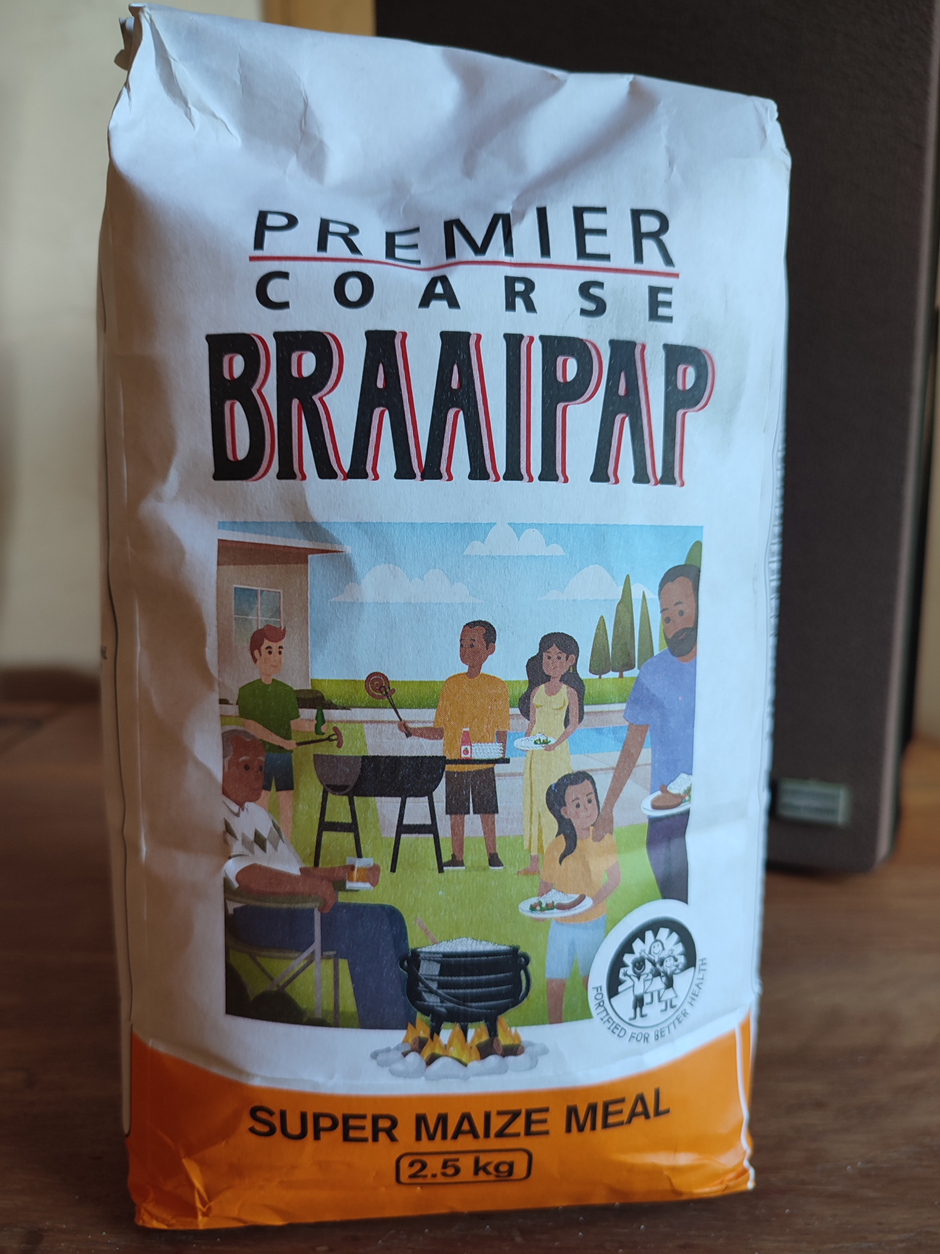 PREMIER
COARSE
BRAAIPAP
FORTIFIED FOR BETTER HEALTH
SUPER MAIZE MEAL
2.5 kg